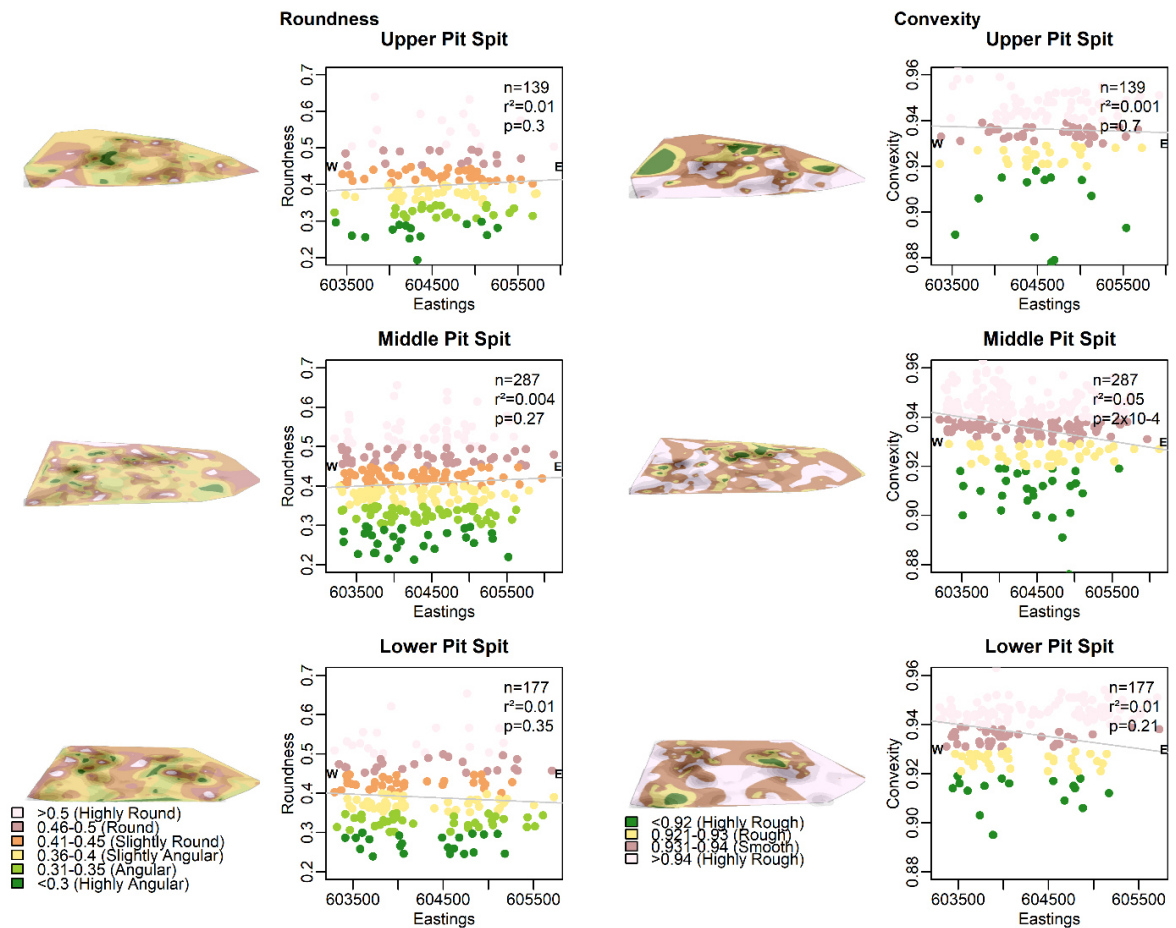 Roundness
Convexity
Upper Pit Spit
0.7
0.6
0.5
0.4
0.3
0.2
Roundness
n=139
r²=0.01
p=0.3
W
E
603500
604500
605500
Eastings
Upper Pit Spit
0.96
0.94
0.92
0.90
0.88
Convexity
n=139
r²=0.001
p=0.7
W
E
603500
604500
605500
Eastings
Middle Pit Spit
0.7
0.6
0.5
0.4
0.3
0.2
Roundness
n=287
r²=0.004
p=0.27
W
E
603500
604500
605500
Eastings
Middle Pit Spit
0.96
0.94
0.92
0.90
0.88
Convexity
n=287
r²=0.05
p=2x10-4
W
E
603500
604500
605500
Eastings
Lower Pit Spit
0.7
0.6
0.5
0.4
0.3
0.2
Roundness
n=177
r²=0.01
p=0.35
W
E
603500
604500
605500
Eastings
Lower Pit Spit
0.96
0.94
0.92
0.90
0.88
Convexity
n=177
r²=0.01
p=0.21
W
E
603500
604500
605500
Eastings
>0.5 (Highly Round)
0.46-0.5 (Round)
0.41-0.45 (Slightly Round)
0.36-0.4 (Slightly Angular)
0.31-0.35 (Angular)
<0.3 (Highly Angular)
<0.92 (Highly Rough)
0.921-0.93 (Rough)
0.931-0.94 (Smooth)
>0.94 (Highly Rough)